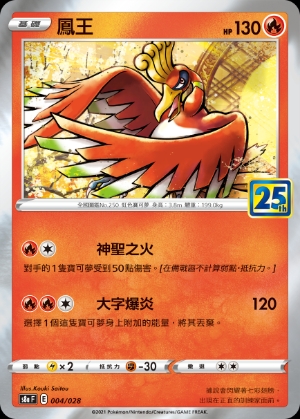 基礎 鳳王 HP 130
25th
全國圖鑑No.250 虹色寶可夢 身高：3.8m 體重：199.0kg
神聖之火
對手的1隻寶可夢受到50點傷害。[在備戰區不計算弱點・抵抗力。]
大字爆炎 120
選擇1個這隻寶可夢身上附加的能量，將其丟棄。
弱點 ×2 抵抗力 -30 撤退
Illus. Kouki Saitou
s8a F E 004/028
©2021 Pokémon/Nintendo/Creatures/GAME FREAK.